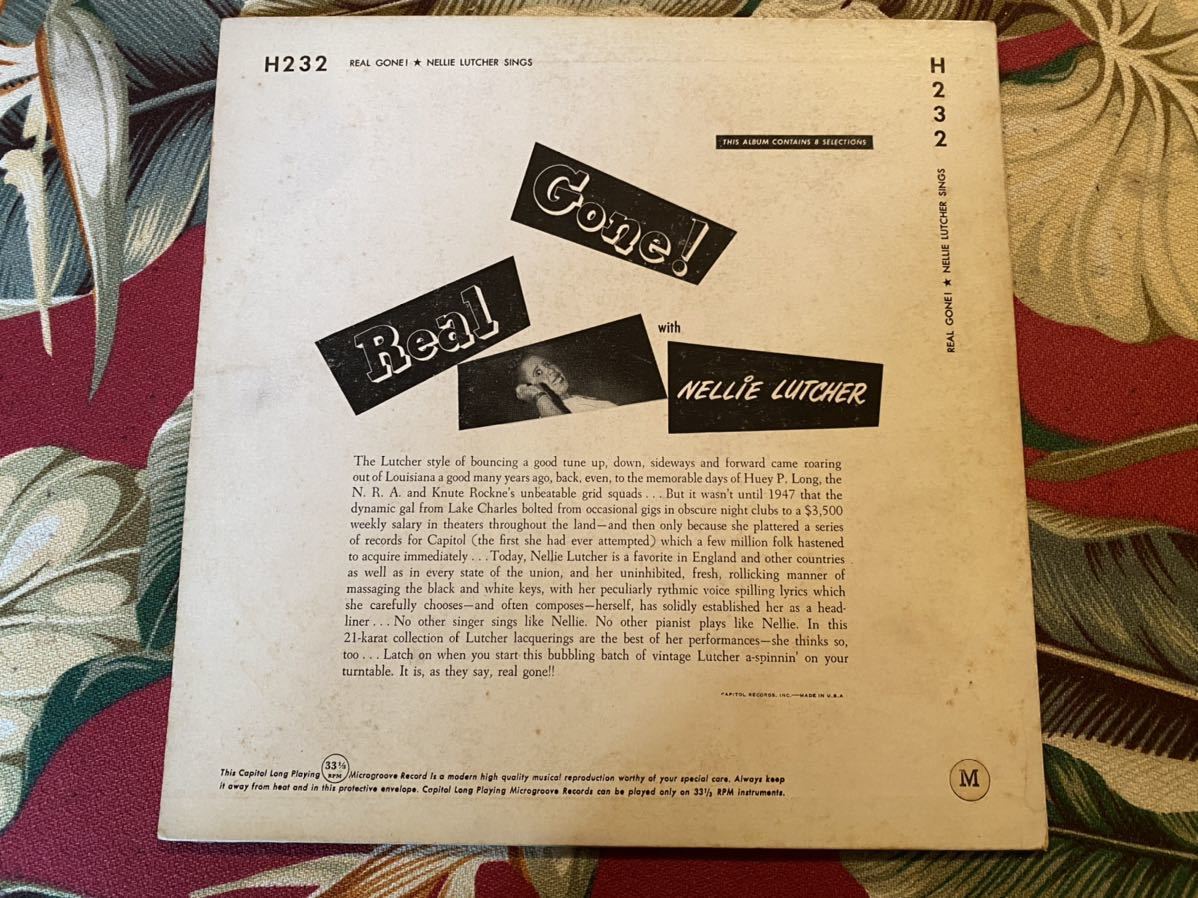 H232 REAL GONE! ★ NELLIE LUTCHER SINGS
H
2
3
2
REAL GONE! ★ NELLIE LUTCHER SINGS
THIS ALBUM CONTAINS 8 SELECTIONS
Gone!
Real
with
NELLIE LUTCHER
The Lutcher style of bouncing a good tune up, down, sideways and forward came roaring
out of Louisiana a good many years ago, back, even, to the memorable days of Huey P. Long, the
N. R. A. and Knute Rockne's unbeatable grid squads . . . But it wasn't until 1947 that the
dynamic gal from Lake Charles bolted from occasional gigs in obscure night clubs to a $3,500
weekly salary in theaters throughout the land—and then only because she plattered a series
of records for Capitol (the first she had ever attempted) which a few million folk hastened
to acquire immediately . . . Today, Nellie Lutcher is a favorite in England and other countries
as well as in every state of the union, and her uninhibited, fresh, rollicking manner of
massaging the black and white keys, with her peculiarly rythmic voice spilling lyrics which
she carefully chooses—and often composes—herself, has solidly established her as a head-
liner . . . No other singer sings like Nellie. No other pianist plays like Nellie. In this
21-karat collection of Lutcher lacquerings are the best of her performances—she thinks so,
too . . . Latch on when you start this bubbling batch of vintage Lutcher a-spinnin' on your
turntable. It is, as they say, real gone!!
CAPITOL RECORDS, INC.—MADE IN U.S.A
This Capitol Long Playing 33⅓ RPM Microgroove Record is a modern high quality musical reproduction worthy of your special care. Always keep
it away from heat and in this protective envelope. Capitol Long Playing Microgroove Records can be played only on 33⅓ RPM instruments.
M